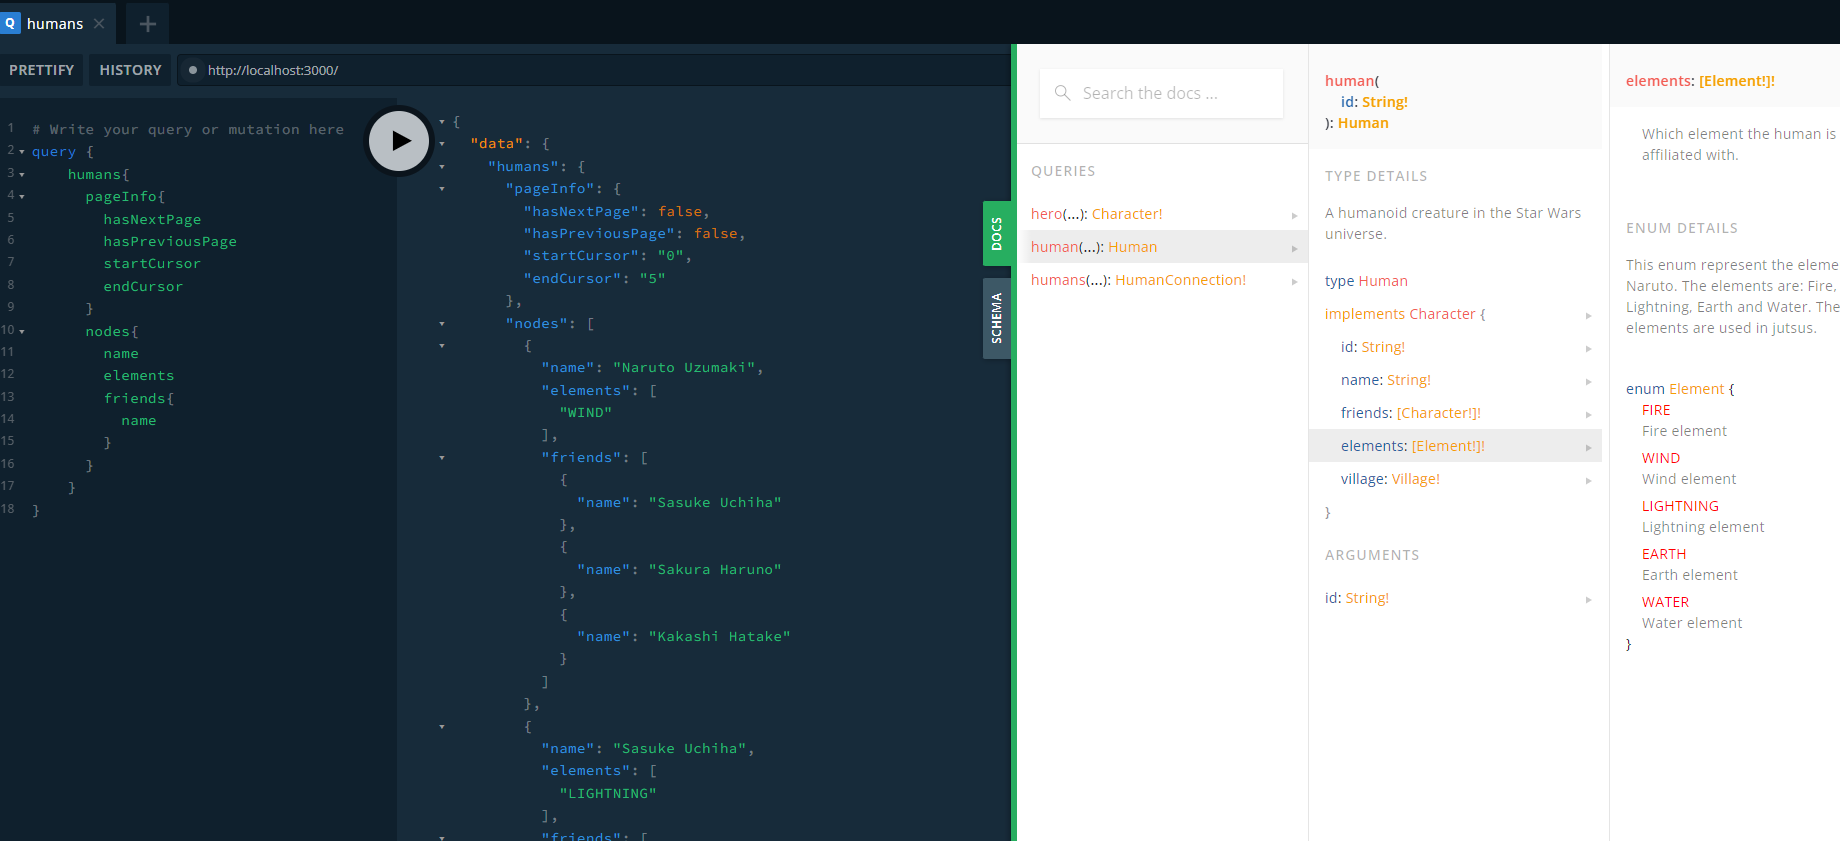 Q humans
PRETTIFY HISTORY http://localhost:3000/
1 # Write your query or mutation here
2 query {
3 humans{
4 pageInfo{
5 hasNextPage
6 hasPreviousPage
7 startCursor
8 endCursor
9 }
10 nodes{
11 name
12 elements
13 friends{
14 name
15 }
16 }
17 }
18 }
{
"data": {
"humans": {
"pageInfo": {
"hasNextPage": false,
"hasPreviousPage": false,
"startCursor": "0",
"endCursor": "5"
},
"nodes": [
{
"name": "Naruto Uzumaki",
"elements": [
"WIND"
],
"friends": [
{
"name": "Sasuke Uchiha"
},
{
"name": "Sakura Haruno"
},
{
"name": "Kakashi Hatake"
}
]
},
{
"name": "Sasuke Uchiha",
"elements": [
"LIGHTNING"
],
"friends": [
DOCS
SCHEMA
Search the docs ...
QUERIES
hero(...): Character!
human(...): Human
humans(...): HumanConnection!
human(
id: String!
): Human
TYPE DETAILS
A humanoid creature in the Star Wars
universe.
type Human
implements Character {
id: String!
name: String!
friends: [Character!]!
elements: [Element!]!
village: Village!
}
ARGUMENTS
id: String!
elements: [Element!]!
Which element the human is
affiliated with.
ENUM DETAILS
This enum represent the eleme
Naruto. The elements are: Fire,
Lightning, Earth and Water. The
elements are used in jutsus.
enum Element {
FIRE
Fire element
WIND
Wind element
LIGHTNING
Lightning element
EARTH
Earth element
WATER
Water element
}